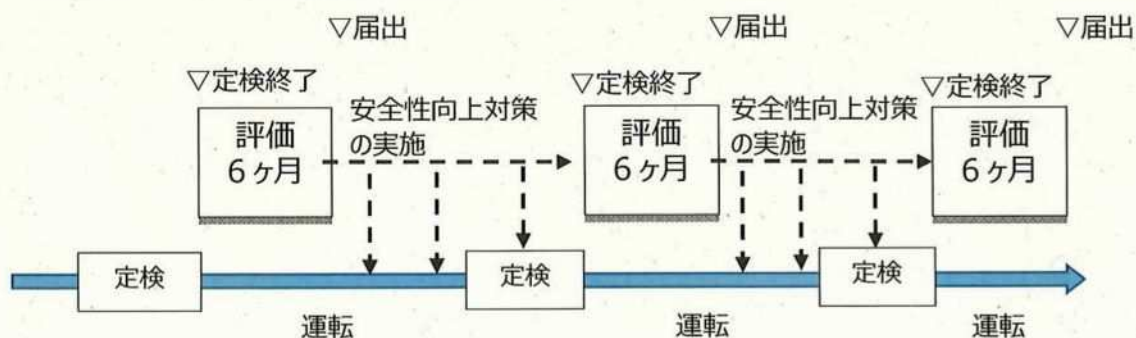 ▽届出
▽届出
▽届出
▽定検終了
▽定検終了
▽定検終了
評価
6ヶ月
安全性向上対策
の実施
評価
6ヶ月
安全性向上対策
の実施
評価
6ヶ月
定検
定検
定検
運転
運転
運転